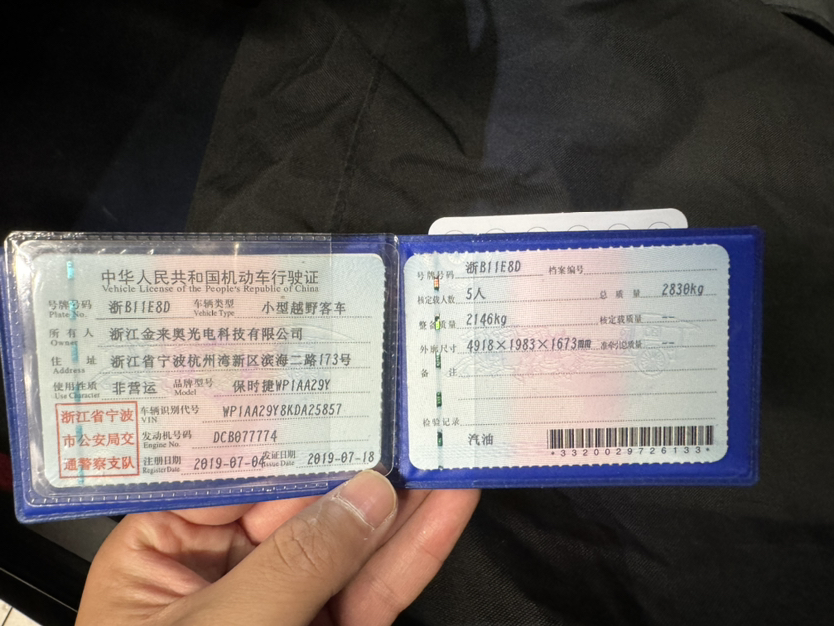 中华人民共和国机动车行驶证
Vehicle License of the People's Republic of China
号牌号码 浙B11E8D 车辆类型 小型越野客车
Plate No. Vehicle Type
所有人 浙江金来奥光电科技有限公司
Owner
住址 浙江省宁波杭州湾新区滨海二路173号
Address
使用性质 非营运 品牌型号 保时捷WP1AA29Y
Use Character Model
浙江省宁波
市公安局交
通警察支队
车辆识别代号 WP1AA29Y8KDA25857
VIN
发动机号码 DCB077774
Engine No.
注册日期 2019-07-04 发证日期 2019-07-18
Register Date Issue Date
号牌号码 浙B11E8D 档案编号
核定载人数 5人 总质量 2830kg
整备质量 2146kg 核定载质量 --
外廓尺寸 4918×1983×1673 准牵引总质量 --
备注
检验记录
汽油
*3320029726133*